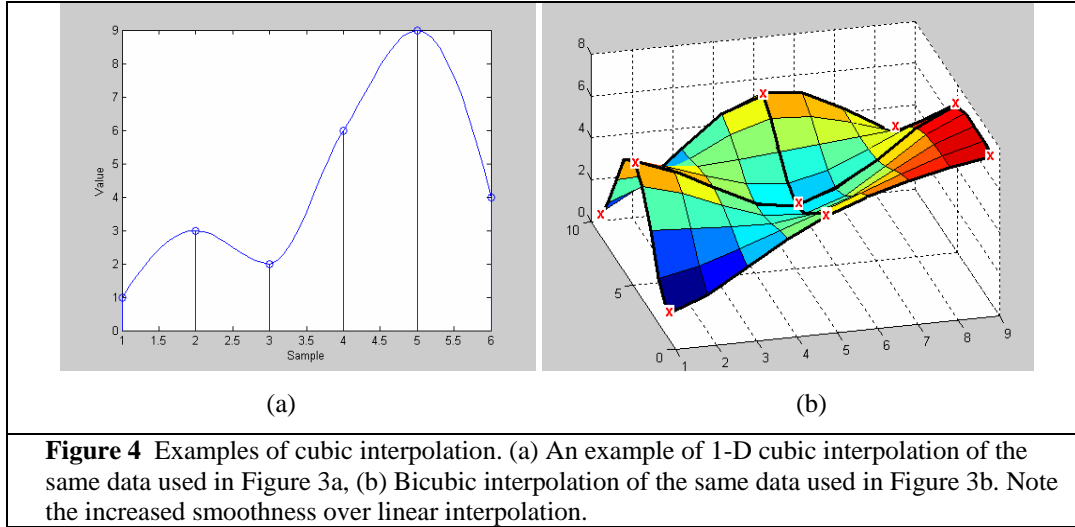 9
8
7
6
5
4
3
2
1
0
Value
1 1.5 2 2.5 3 3.5 4 4.5 5 5.5 6
Sample
8
6
4
2
0
10
5
0
1 2 3 4 5 6 7 8 9
x x x x x x x x x
(a) (b)
Figure 4 Examples of cubic interpolation. (a) An example of 1-D cubic interpolation of the
same data used in Figure 3a, (b) Bicubic interpolation of the same data used in Figure 3b. Note
the increased smoothness over linear interpolation.